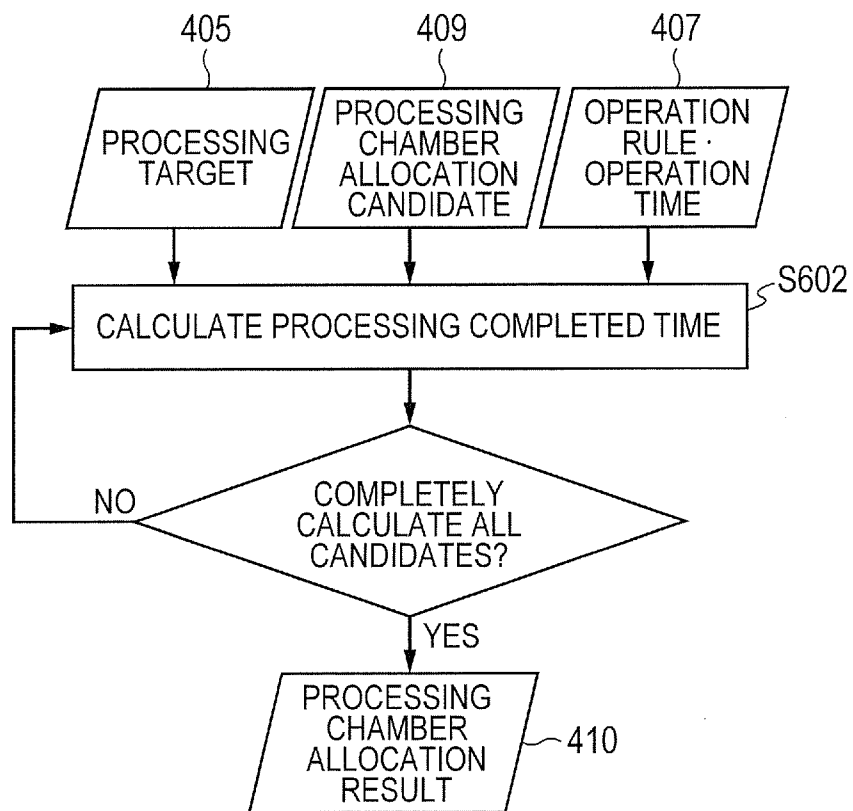 405
409
407
PROCESSING
TARGET
PROCESSING
CHAMBER
ALLOCATION
CANDIDATE
OPERATION
RULE ·
OPERATION
TIME
S602
CALCULATE PROCESSING COMPLETED TIME
NO
COMPLETELY
CALCULATE ALL
CANDIDATES?
YES
PROCESSING
CHAMBER
ALLOCATION
RESULT
410